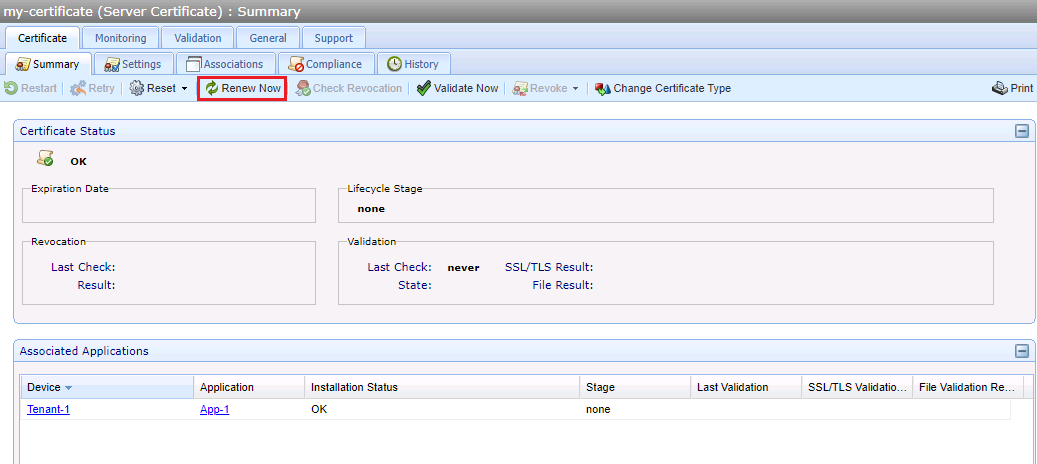 my-certificate (Server Certificate) : Summary
Certificate Monitoring Validation General Support
Summary Settings Associations Compliance History
Restart Retry Reset Renew Now Check Revocation Validate Now Revoke Change Certificate Type Print
Certificate Status
OK
Expiration Date Lifecycle Stage
none
Revocation Validation
Last Check: Last Check: never SSL/TLS Result:
Result: State: File Result:
Associated Applications
Device Application Installation Status Stage Last Validation SSL/TLS Validatio... File Validation Re...
Tenant-1 App-1 OK none